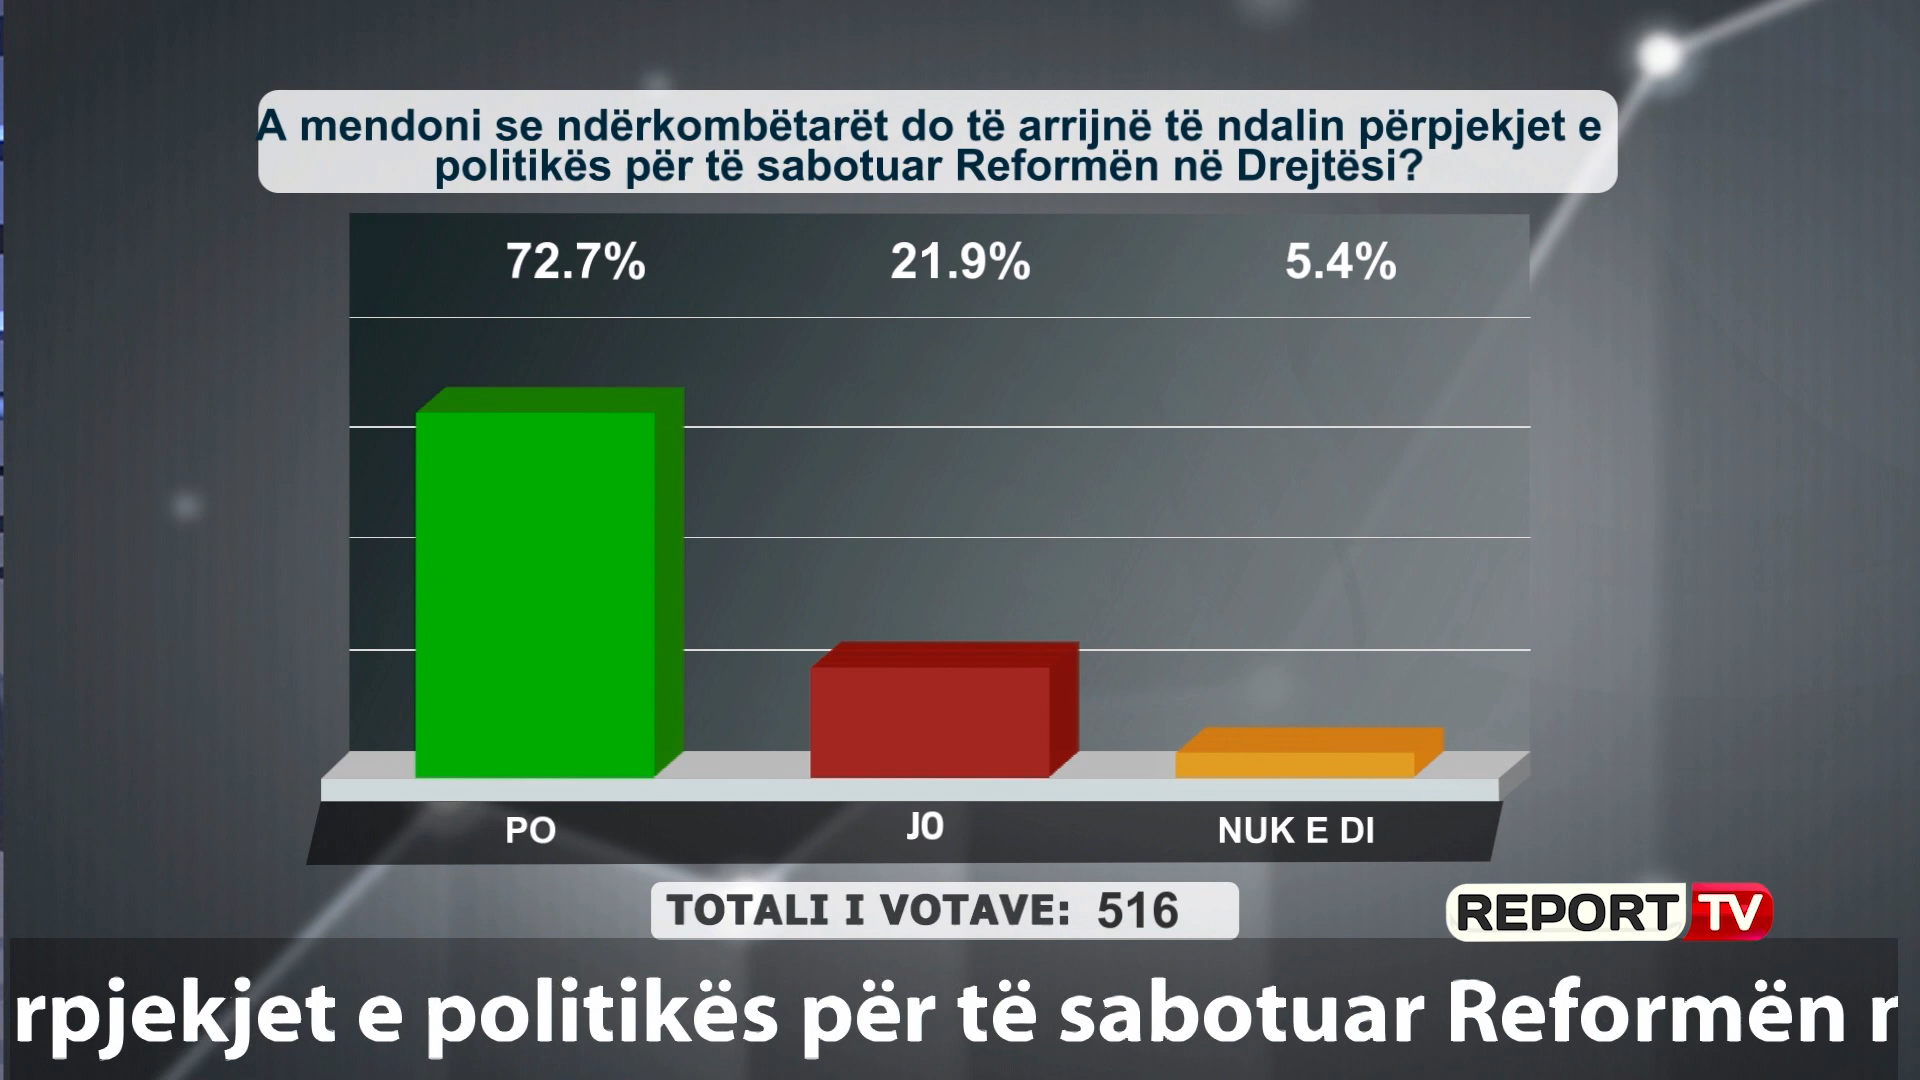 A mendoni se ndërkombëtarët do të arrijnë të ndalin përpjekjet e
politikës për të sabotuar Reformën në Drejtësi?
72.7% 21.9% 5.4%
PO JO NUK E DI
TOTALI I VOTAVE: 516
REPORT TV
rpjekjet e politikës për të sabotuar Reformën